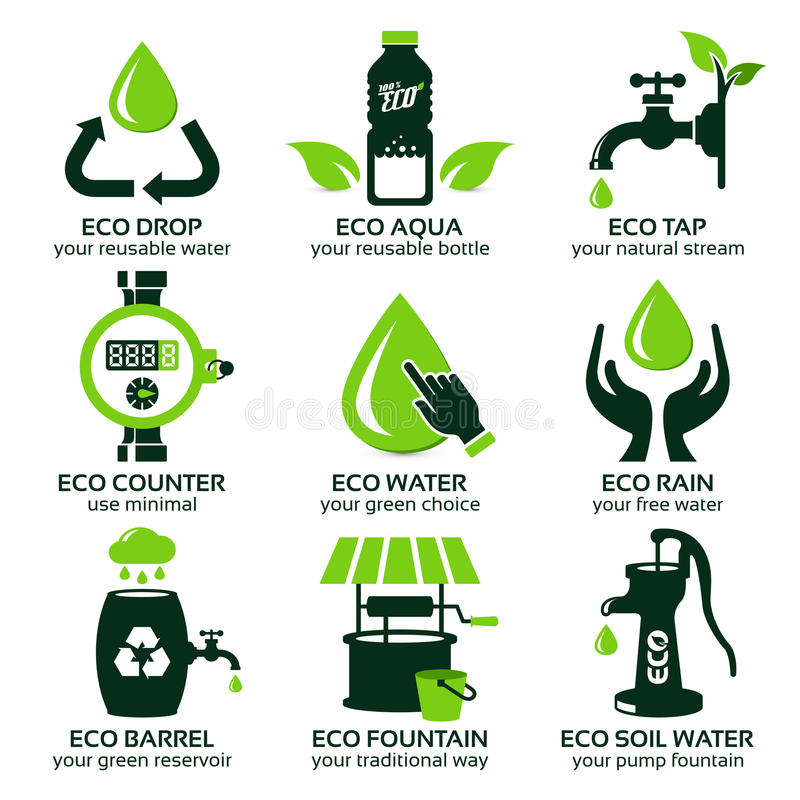 100%
ECO
ECO DROP
your reusable water
ECO AQUA
your reusable bottle
ECO TAP
your natural stream
8888
dreamstime
ECO COUNTER
use minimal
ECO WATER
your green choice
ECO RAIN
your free water
ECO
ECO BARREL
your green reservoir
ECO FOUNTAIN
your traditional way
ECO SOIL WATER
your pump fountain